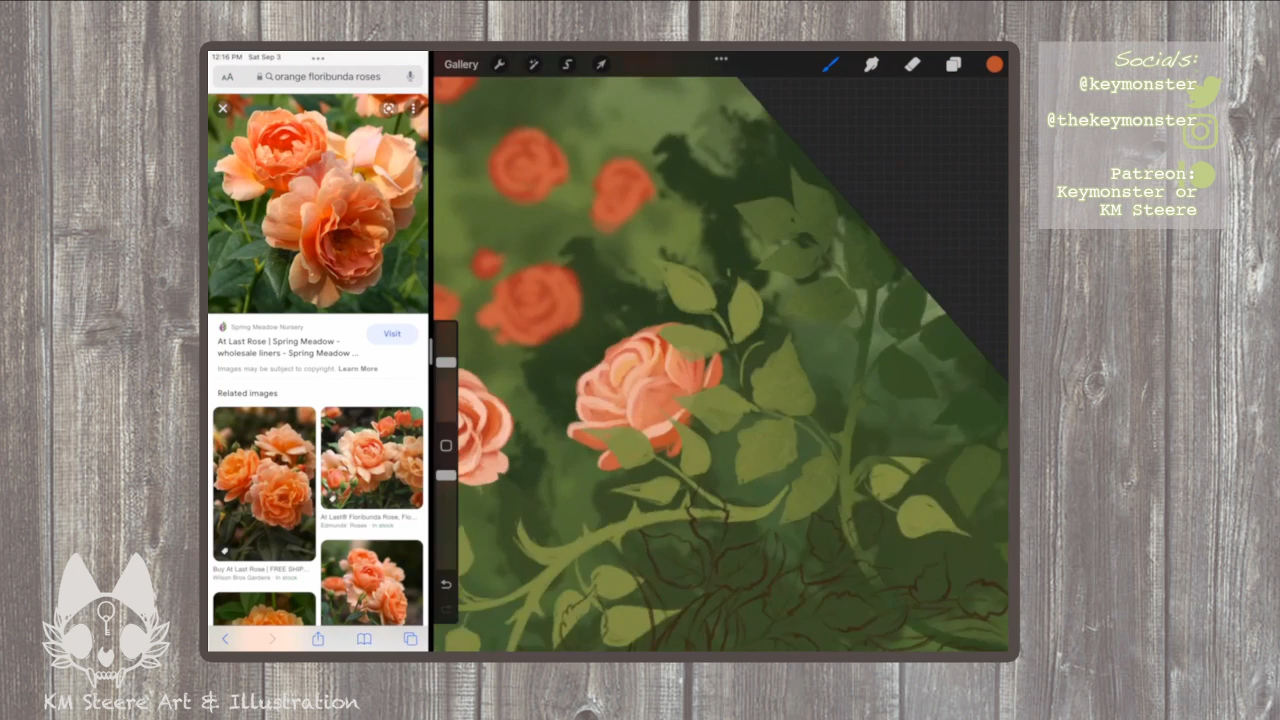 12:16 PM Sat Sep 3
AA
orange floribunda roses
Spring Meadow Nursery
At Last Rose | Spring Meadow -
wholesale liners - Spring Meadow ...
Visit
Images may be subject to copyright. Learn More
Related images
Buy At Last Rose | FREE SHIP...
Wilson Bros Gardens · In stock
At Last® Floribunda Rose, Flo...
Edmunds' Roses · In stock
Gallery
Socials:
@keymonster
@thekeymonster
Patreon:
Keymonster or
KM Steere
KM Steere Art & Illustration